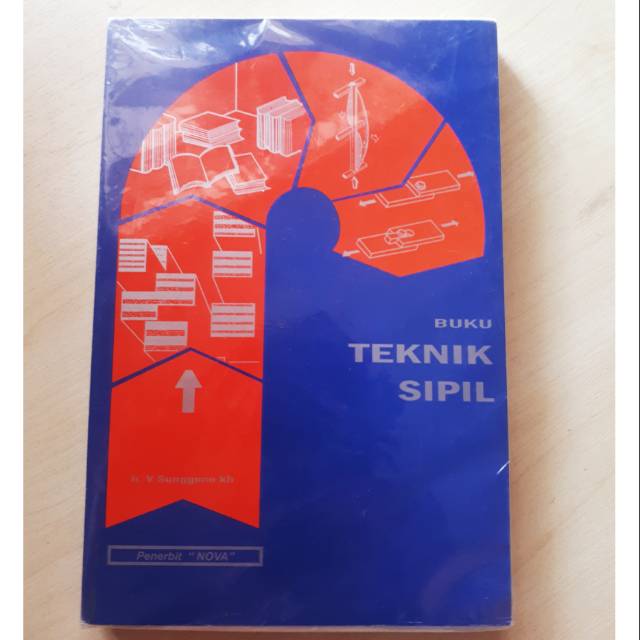 BUKU
TEKNIK
SIPIL
Ir. V Sunggono kh
Penerbit "NOVA"